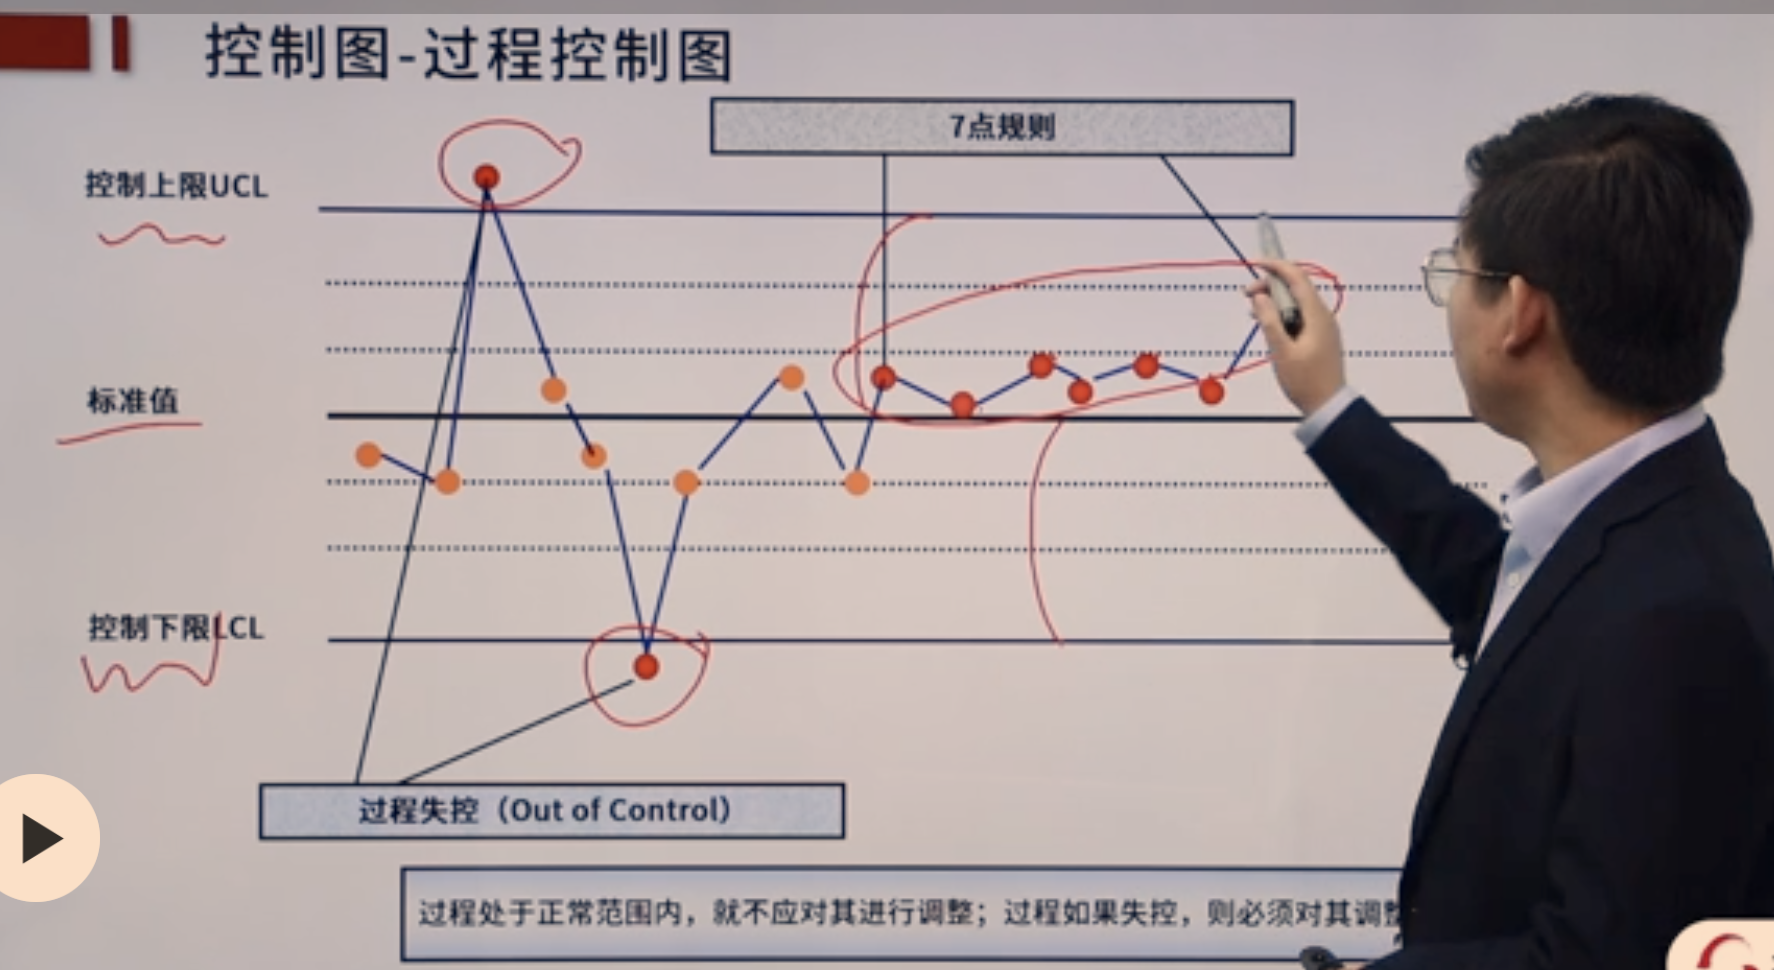 控制图-过程控制图
7点规则
控制上限UCL
标准值
控制下限LCL
过程失控（Out of Control）
过程处于正常范围内，就不应对其进行调整；过程如果失控，则必须对其调整